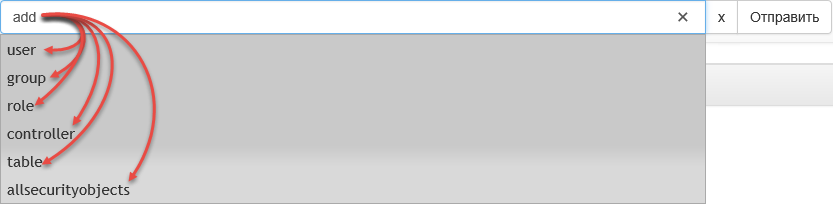 add × x Отправить
user
group
role
controller
table
allsecurityobjects